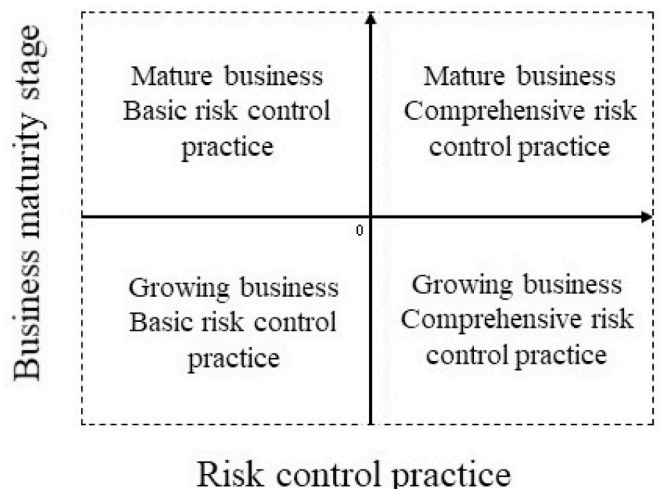 Business maturity stage
Mature business
Basic risk control
practice
Mature business
Comprehensive risk
control practice
0
Growing business
Basic risk control
practice
Growing business
Comprehensive risk
control practice
Risk control practice